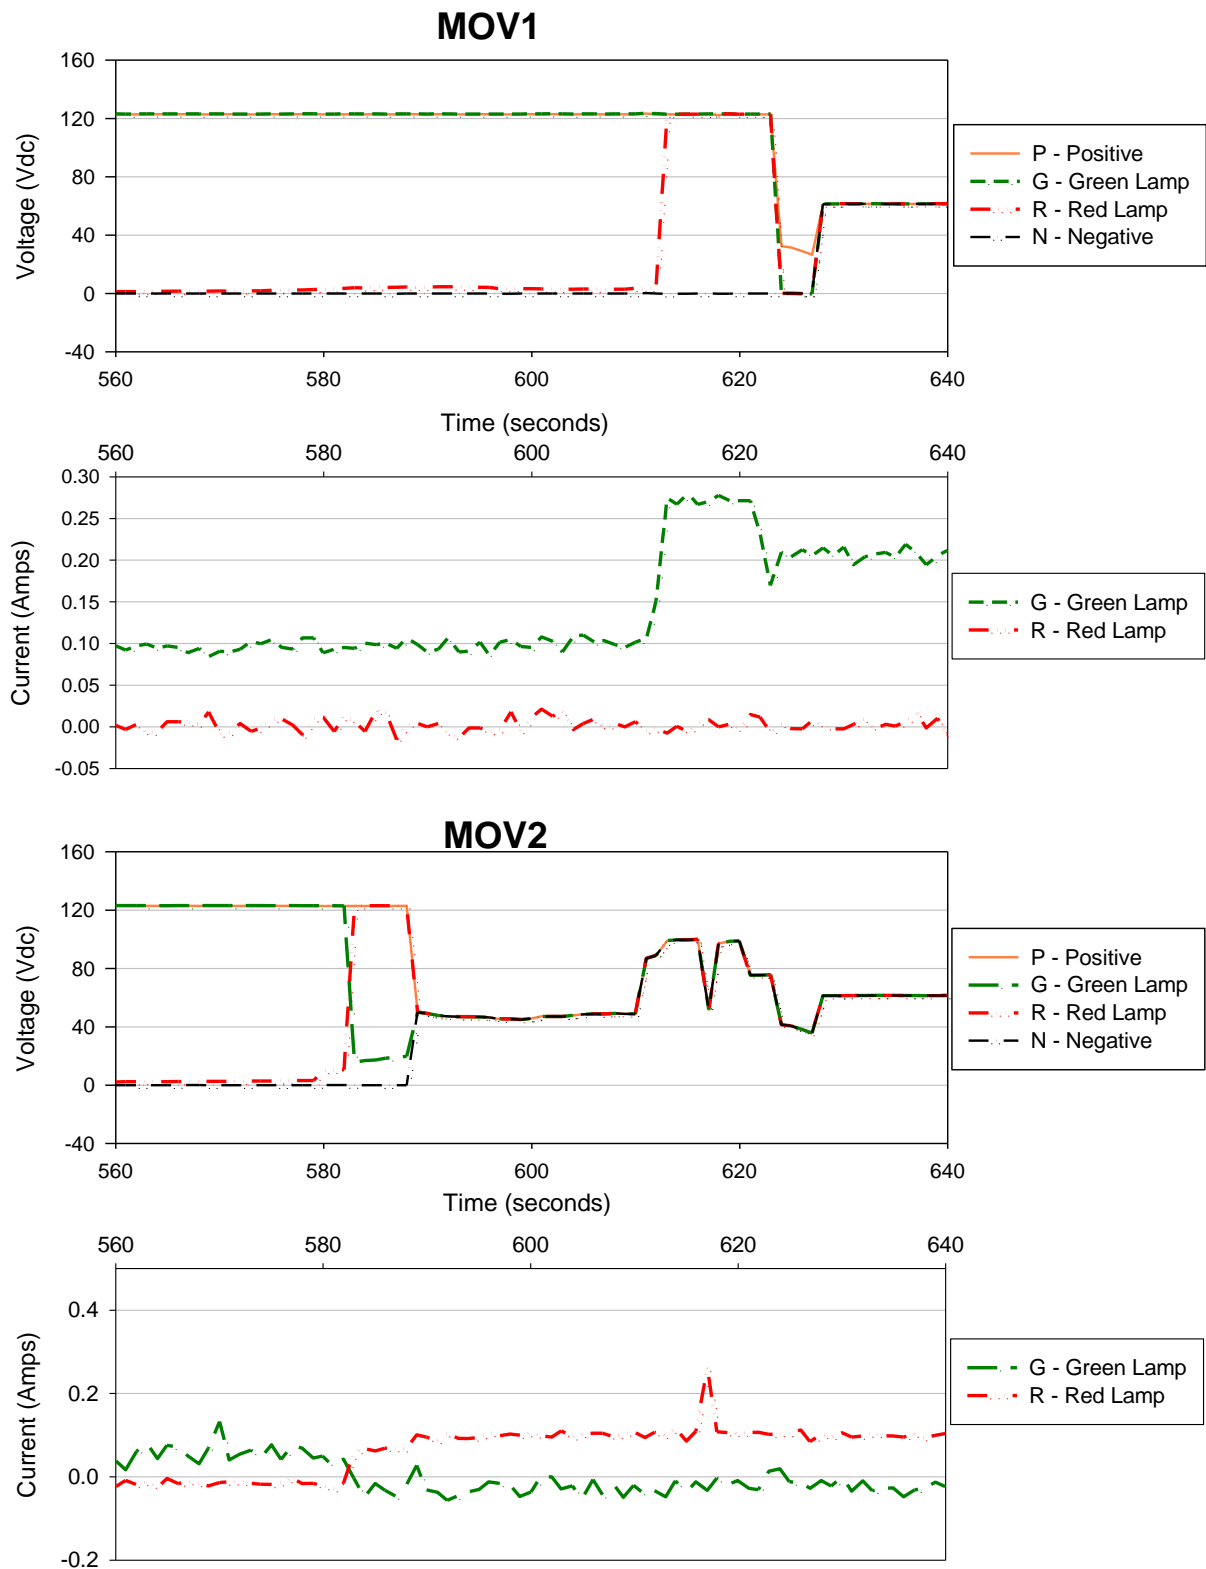 MOV1
160
120
80
40
0
-40
Voltage (Vdc)
560
580
600
620
640
Time (seconds)
P - Positive
G - Green Lamp
R - Red Lamp
N - Negative
560
580
600
620
640
0.30
0.25
0.20
0.15
0.10
0.05
0.00
-0.05
Current (Amps)
G - Green Lamp
R - Red Lamp
MOV2
160
120
80
40
0
-40
Voltage (Vdc)
560
580
600
620
640
Time (seconds)
P - Positive
G - Green Lamp
R - Red Lamp
N - Negative
560
580
600
620
640
0.4
0.2
0.0
-0.2
Current (Amps)
G - Green Lamp
R - Red Lamp